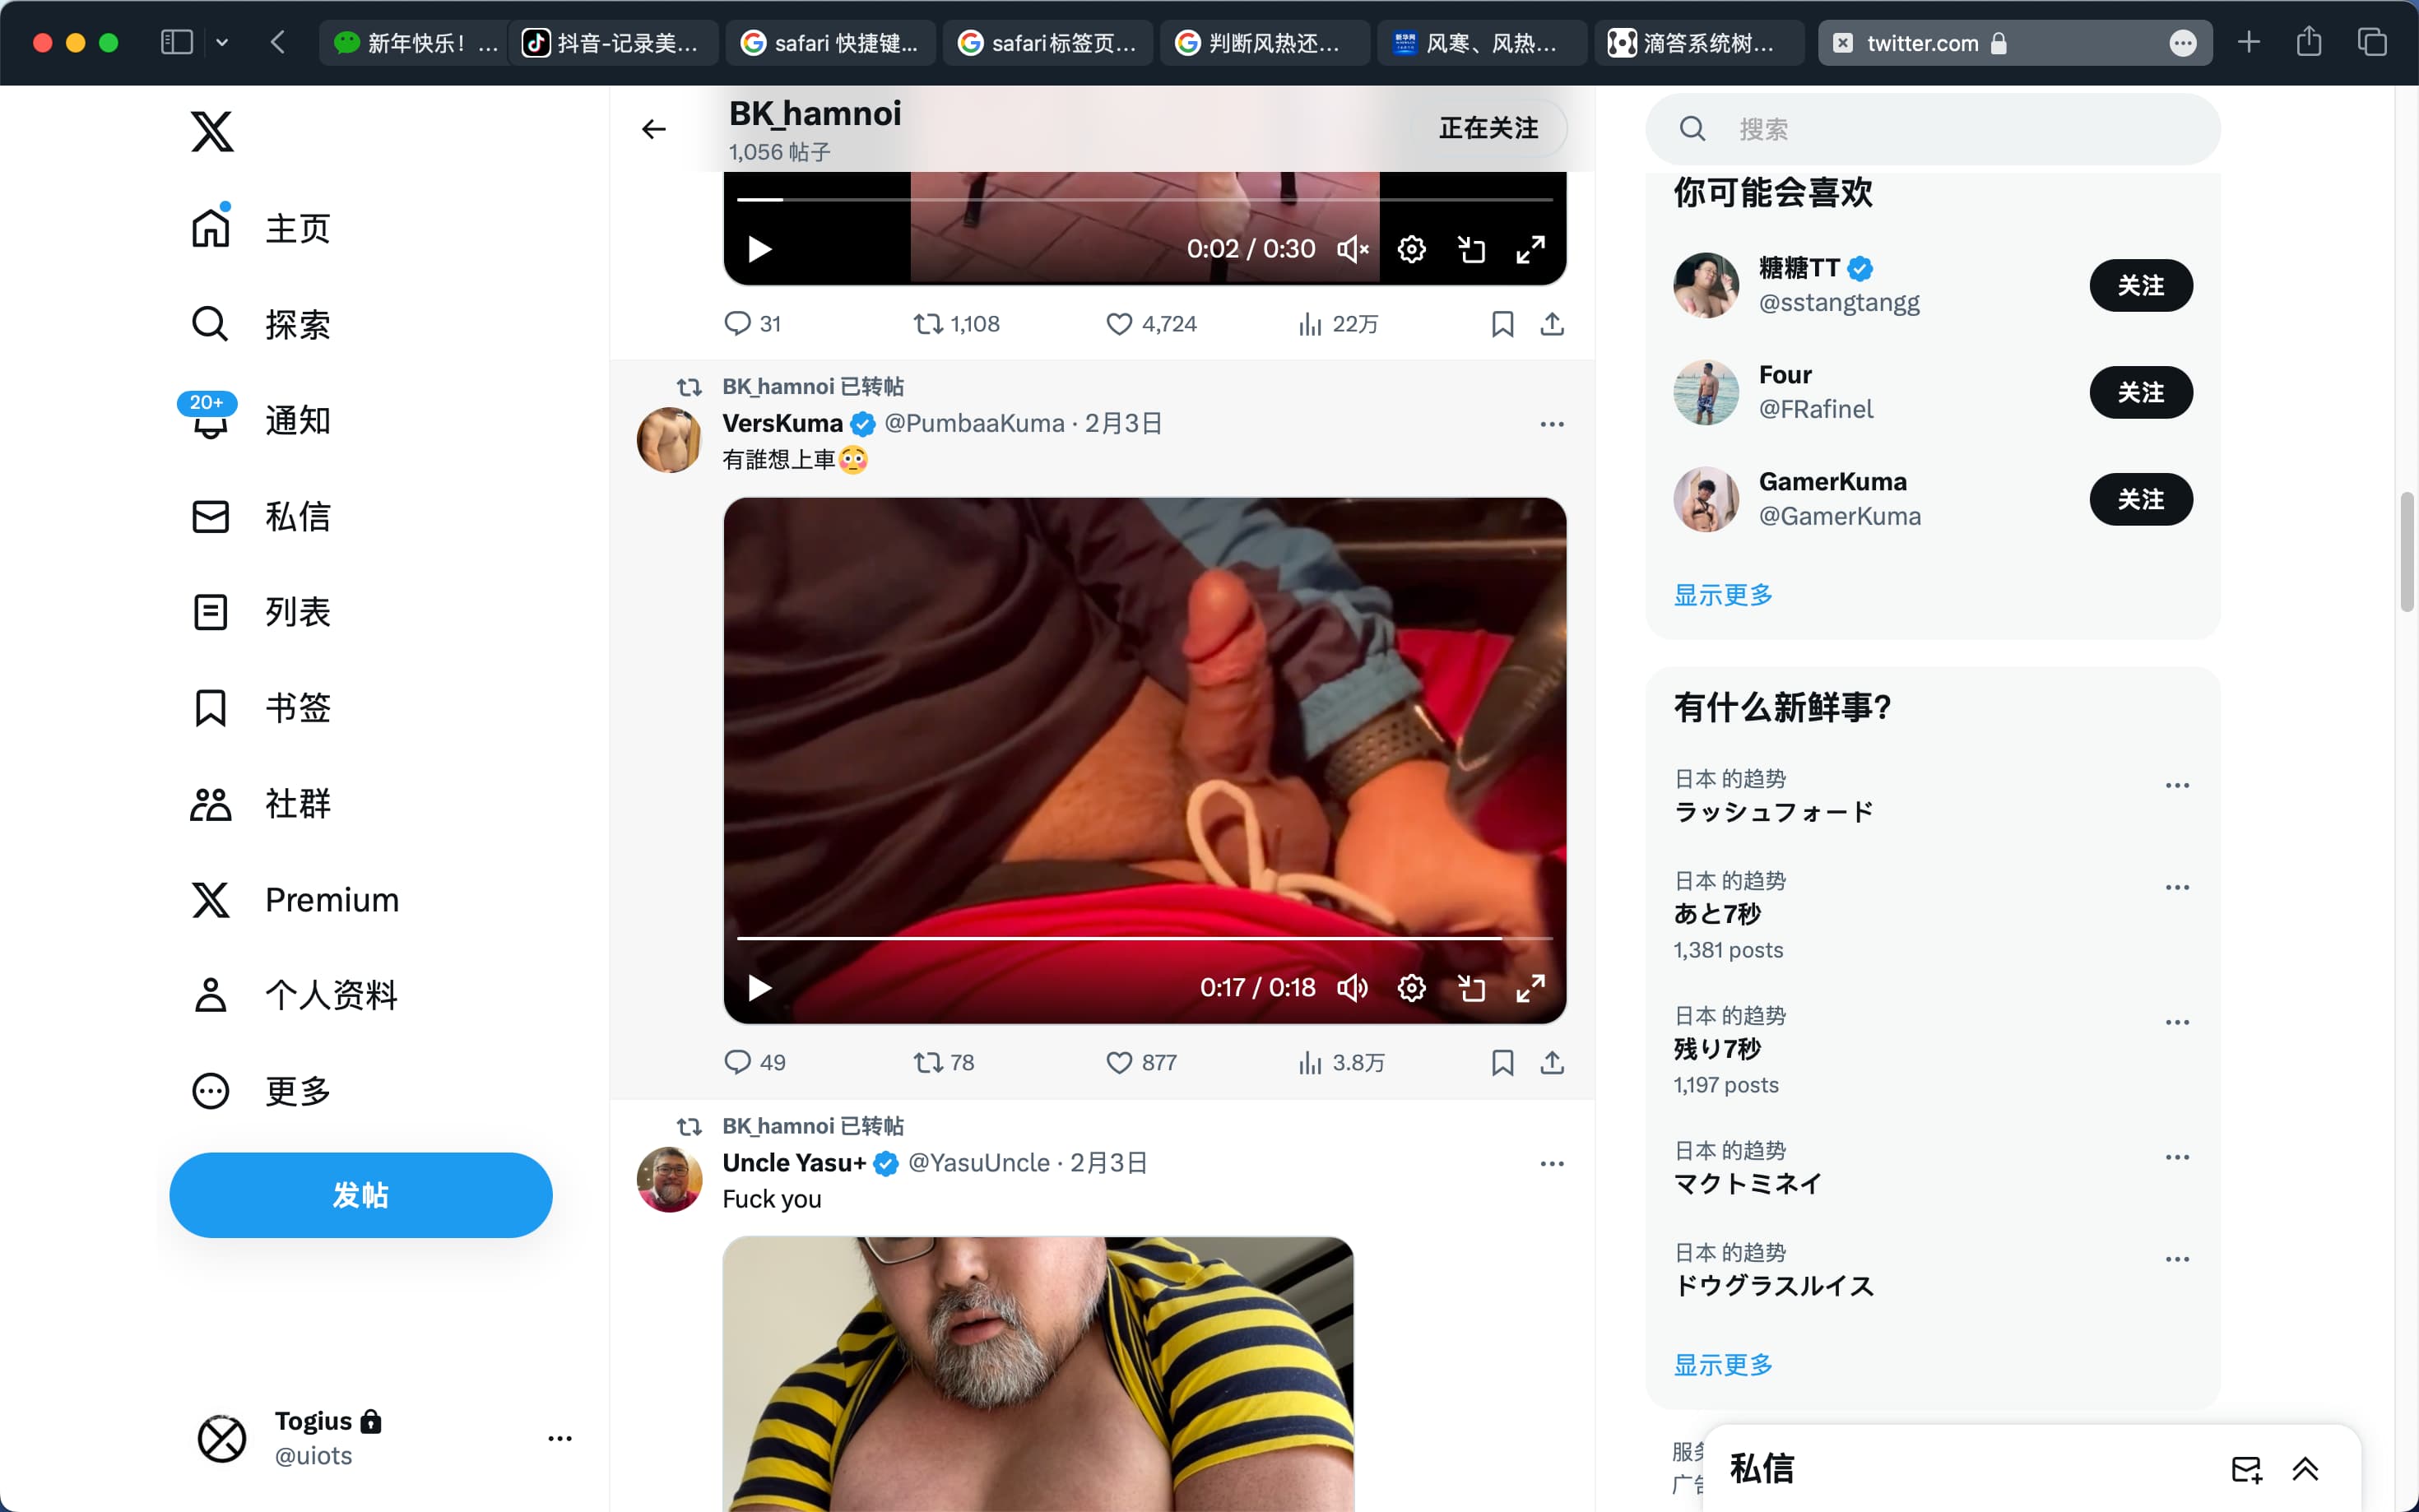 新年快乐！...
抖音-记录美...
safari 快捷键...
safari标签页...
判断风热还...
风寒、风热...
滴答系统树...
twitter.com
主页
探索
20+
通知
私信
列表
书签
社群
Premium
个人资料
更多
发帖
Togius
@uiots
BK_hamnoi
1,056 帖子
正在关注
0:02 / 0:30
31
1,108
4,724
22万
BK_hamnoi 已转帖
VersKuma @PumbaaKuma · 2月3日
有誰想上車😳
0:17 / 0:18
49
78
877
3.8万
BK_hamnoi 已转帖
Uncle Yasu+ @YasuUncle · 2月3日
Fuck you
搜索
你可能会喜欢
糖糖TT
@sstangtangg
关注
Four
@FRafinel
关注
GamerKuma
@GamerKuma
关注
显示更多
有什么新鲜事？
日本 的趋势
ラッシュフォード
日本 的趋势
あと7秒
1,381 posts
日本 的趋势
残り7秒
1,197 posts
日本 的趋势
マクトミネイ
日本 的趋势
ドウグラスルイス
显示更多
私信